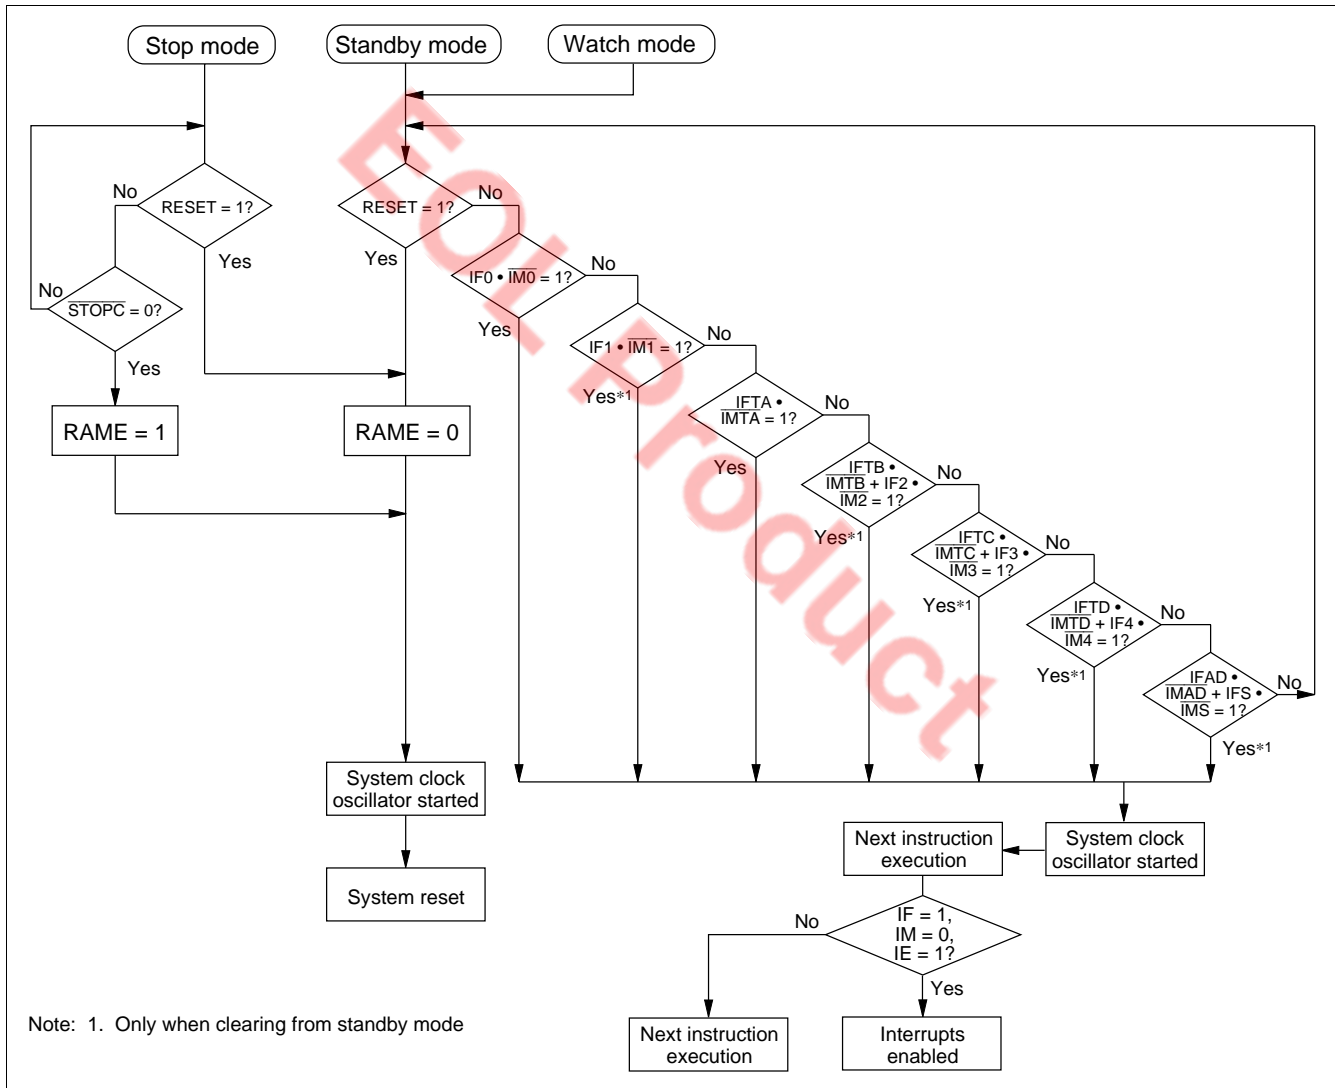 Stop mode
Standby mode
Watch mode
No
RESET = 1?
Yes
No
STOPC = 0?
Yes
RAME = 1
RESET = 1?
No
Yes
RAME = 0
IF0 • IM0 = 1?
No
Yes
IF1 • IM1 = 1?
No
Yes*1
IFTA •
IMTA = 1?
No
Yes
IFTB •
IMTB + IF2 •
IM2 = 1?
No
Yes*1
IFTC •
IMTC + IF3 •
IM3 = 1?
No
Yes*1
IFTD •
IMTD + IF4 •
IM4 = 1?
No
Yes*1
IFAD •
IMAD + IFS •
IMS = 1?
No
Yes*1
System clock
oscillator started
System reset
Next instruction
execution
System clock
oscillator started
IF = 1,
IM = 0,
IE = 1?
No
Yes
Next instruction
execution
Interrupts
enabled
Note: 1. Only when clearing from standby mode
EOL Product